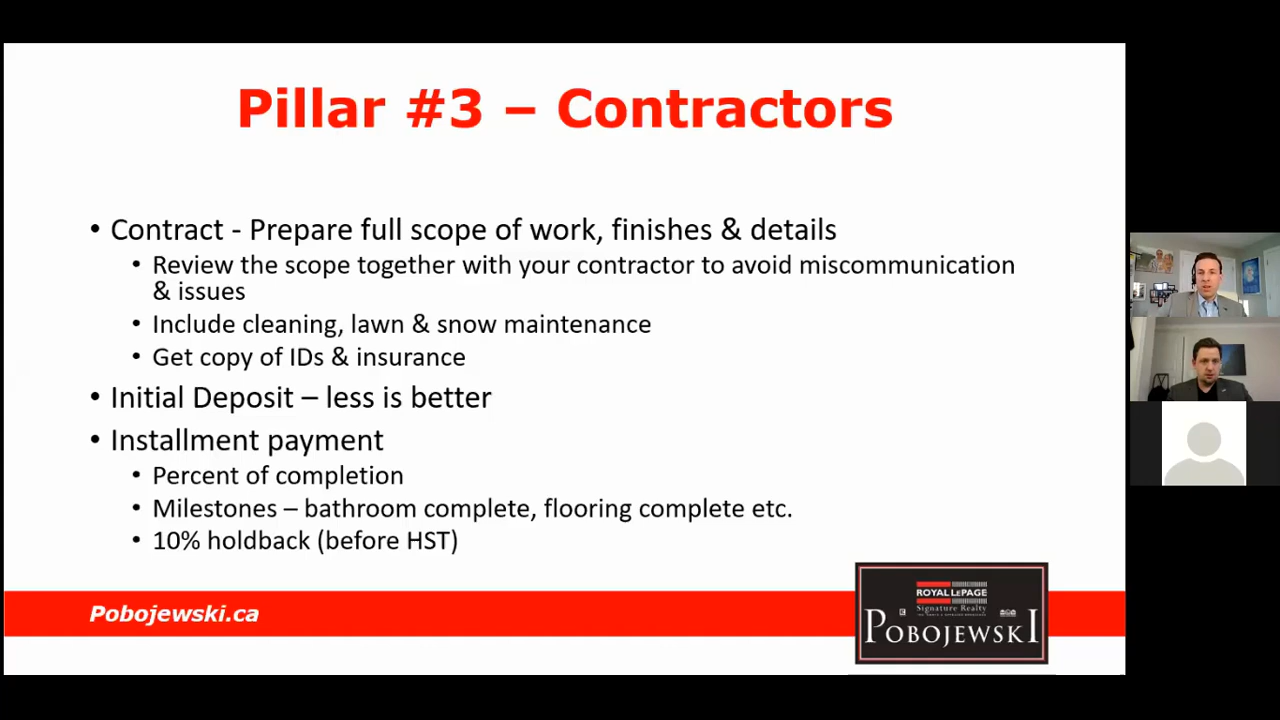 Pillar #3 – Contractors
• Contract - Prepare full scope of work, finishes & details
• Review the scope together with your contractor to avoid miscommunication
& issues
• Include cleaning, lawn & snow maintenance
• Get copy of IDs & insurance
• Initial Deposit – less is better
• Installment payment
• Percent of completion
• Milestones – bathroom complete, flooring complete etc.
• 10% holdback (before HST)
Pobojewski.ca
ROYAL LEPAGE
Signature Realty
POBOJEWSKI